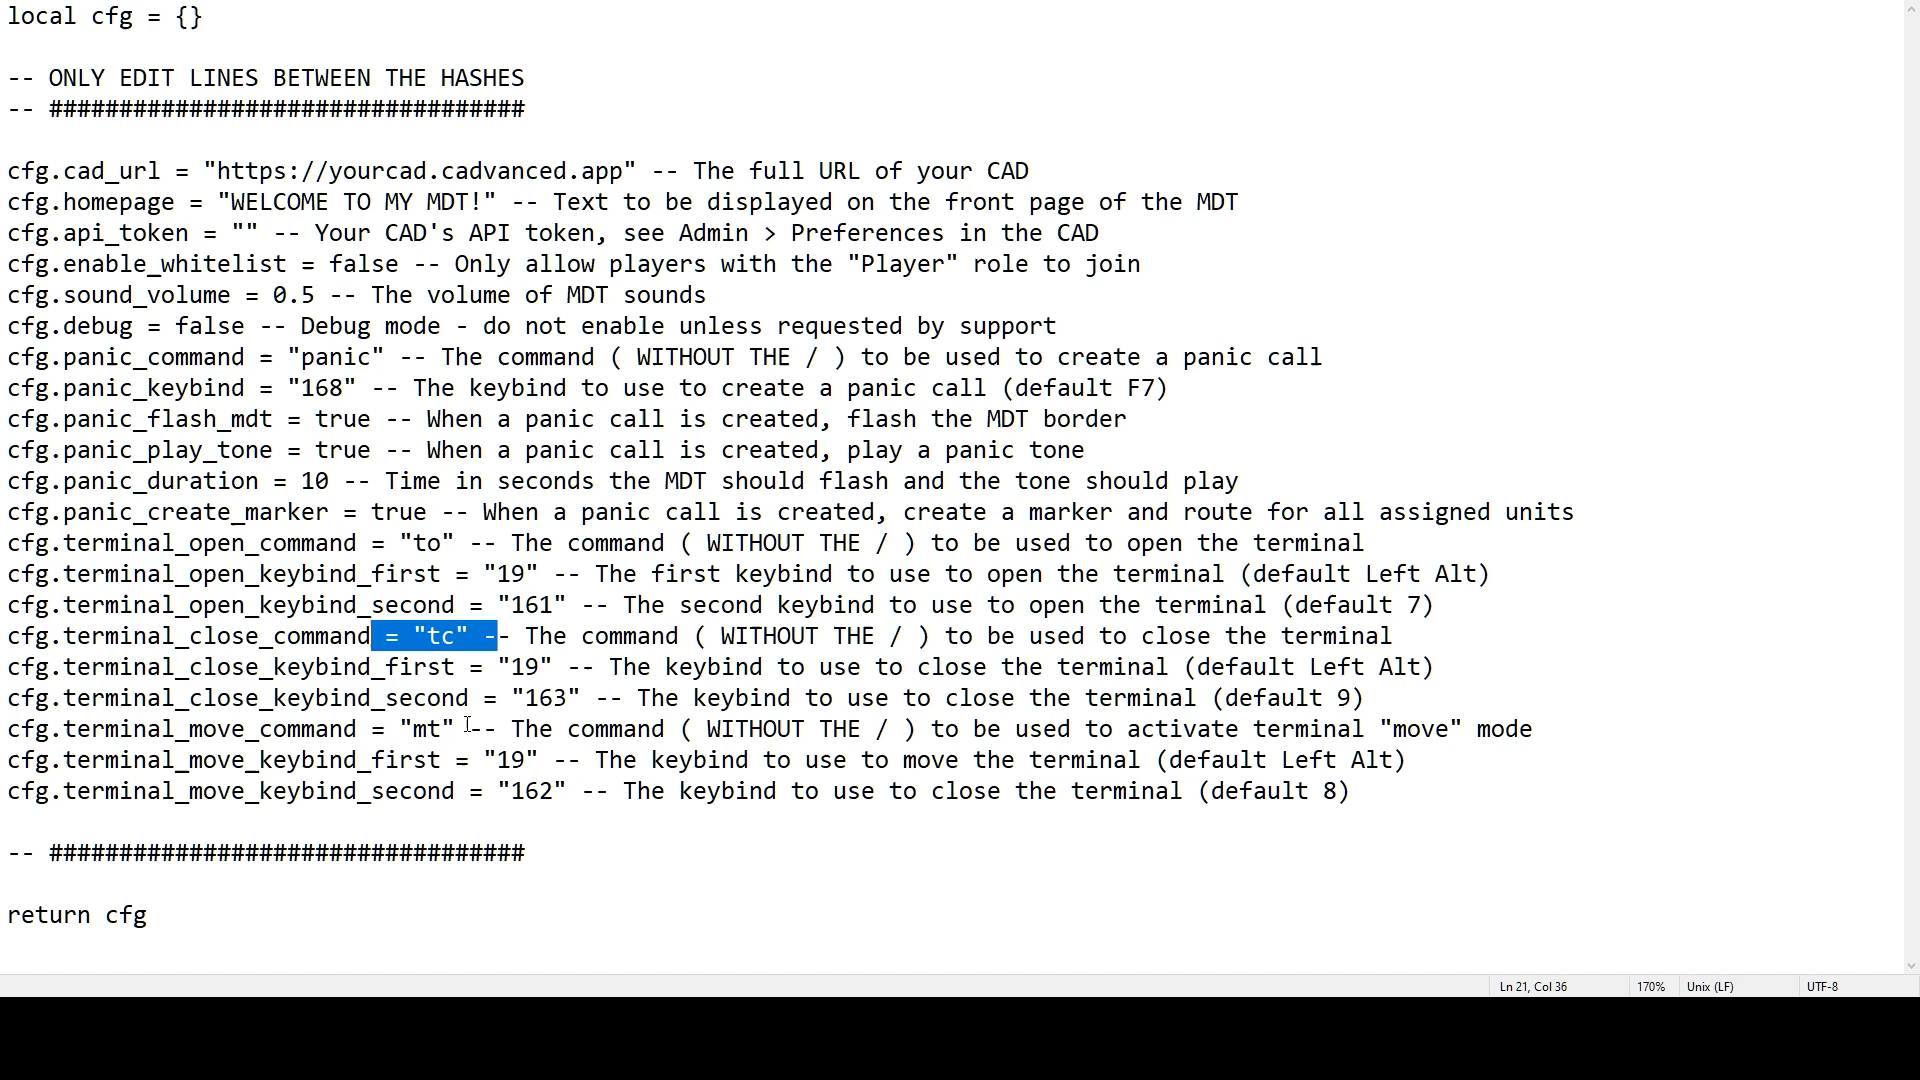 local cfg = {}
-- ONLY EDIT LINES BETWEEN THE HASHES
-- ##################################
cfg.cad_url = "https://yourcad.cadvanced.app" -- The full URL of your CAD
cfg.homepage = "WELCOME TO MY MDT!" -- Text to be displayed on the front page of the MDT
cfg.api_token = "" -- Your CAD's API token, see Admin > Preferences in the CAD
cfg.enable_whitelist = false -- Only allow players with the "Player" role to join
cfg.sound_volume = 0.5 -- The volume of MDT sounds
cfg.debug = false -- Debug mode - do not enable unless requested by support
cfg.panic_command = "panic" -- The command ( WITHOUT THE / ) to be used to create a panic call
cfg.panic_keybind = "168" -- The keybind to use to create a panic call (default F7)
cfg.panic_flash_mdt = true -- When a panic call is created, flash the MDT border
cfg.panic_play_tone = true -- When a panic call is created, play a panic tone
cfg.panic_duration = 10 -- Time in seconds the MDT should flash and the tone should play
cfg.panic_create_marker = true -- When a panic call is created, create a marker and route for all assigned units
cfg.terminal_open_command = "to" -- The command ( WITHOUT THE / ) to be used to open the terminal
cfg.terminal_open_keybind_first = "19" -- The first keybind to use to open the terminal (default Left Alt)
cfg.terminal_open_keybind_second = "161" -- The second keybind to use to open the terminal (default 7)
cfg.terminal_close_command = "tc" -- The command ( WITHOUT THE / ) to be used to close the terminal
cfg.terminal_close_keybind_first = "19" -- The keybind to use to close the terminal (default Left Alt)
cfg.terminal_close_keybind_second = "163" -- The keybind to use to close the terminal (default 9)
cfg.terminal_move_command = "mt" -- The command ( WITHOUT THE / ) to be used to activate terminal "move" mode
cfg.terminal_move_keybind_first = "19" -- The keybind to use to move the terminal (default Left Alt)
cfg.terminal_move_keybind_second = "162" -- The keybind to use to close the terminal (default 8)
-- ##################################
return cfg
Ln 21, Col 36 170% Unix (LF) UTF-8